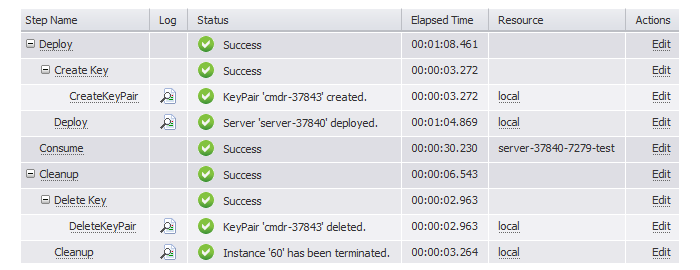 Step Name Log Status Elapsed Time Resource Actions
Deploy Success 00:01:08.461 Edit
Create Key Success 00:00:03.272 Edit
CreateKeyPair KeyPair 'cmdr-37843' created. 00:00:03.272 local Edit
Deploy Server 'server-37840' deployed. 00:01:04.869 local Edit
Consume Success 00:00:30.230 server-37840-7279-test Edit
Cleanup Success 00:00:06.543 Edit
Delete Key Success 00:00:02.963 Edit
DeleteKeyPair KeyPair 'cmdr-37843' deleted. 00:00:02.963 local Edit
Cleanup Instance '60' has been terminated. 00:00:03.264 local Edit